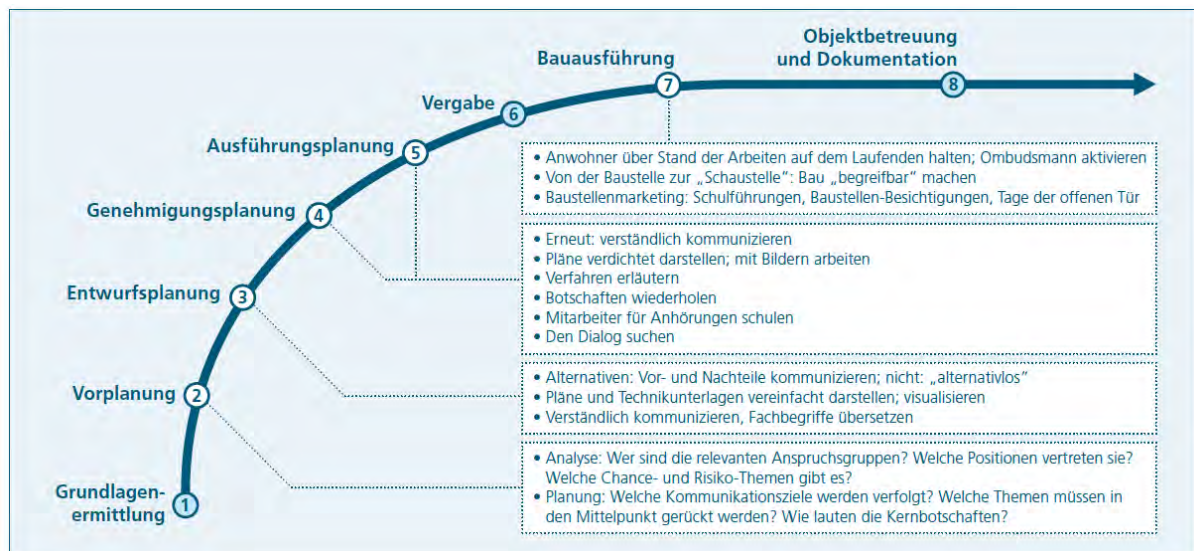 Objektbetreuung
und Dokumentation
8
Bauausführung
7
Vergabe
6
Ausführungsplanung
5
• Anwohner über Stand der Arbeiten auf dem Laufenden halten; Ombudsmann aktivieren
• Von der Baustelle zur „Schaustelle“: Bau „begreifbar“ machen
• Baustellenmarketing: Schulführungen, Baustellen-Besichtigungen, Tage der offenen Tür
Genehmigungsplanung
4
• Erneut: verständlich kommunizieren
• Pläne verdichtet darstellen; mit Bildern arbeiten
• Verfahren erläutern
• Botschaften wiederholen
• Mitarbeiter für Anhörungen schulen
• Den Dialog suchen
Entwurfsplanung
3
• Alternativen: Vor- und Nachteile kommunizieren; nicht: „alternativlos“
• Pläne und Technikunterlagen vereinfacht darstellen; visualisieren
• Verständlich kommunizieren, Fachbegriffe übersetzen
Vorplanung
2
• Analyse: Wer sind die relevanten Anspruchsgruppen? Welche Positionen vertreten sie?
Welche Chance- und Risiko-Themen gibt es?
• Planung: Welche Kommunikationsziele werden verfolgt? Welche Themen müssen in
den Mittelpunkt gerückt werden? Wie lauten die Kernbotschaften?
Grundlagen-
ermittlung
1